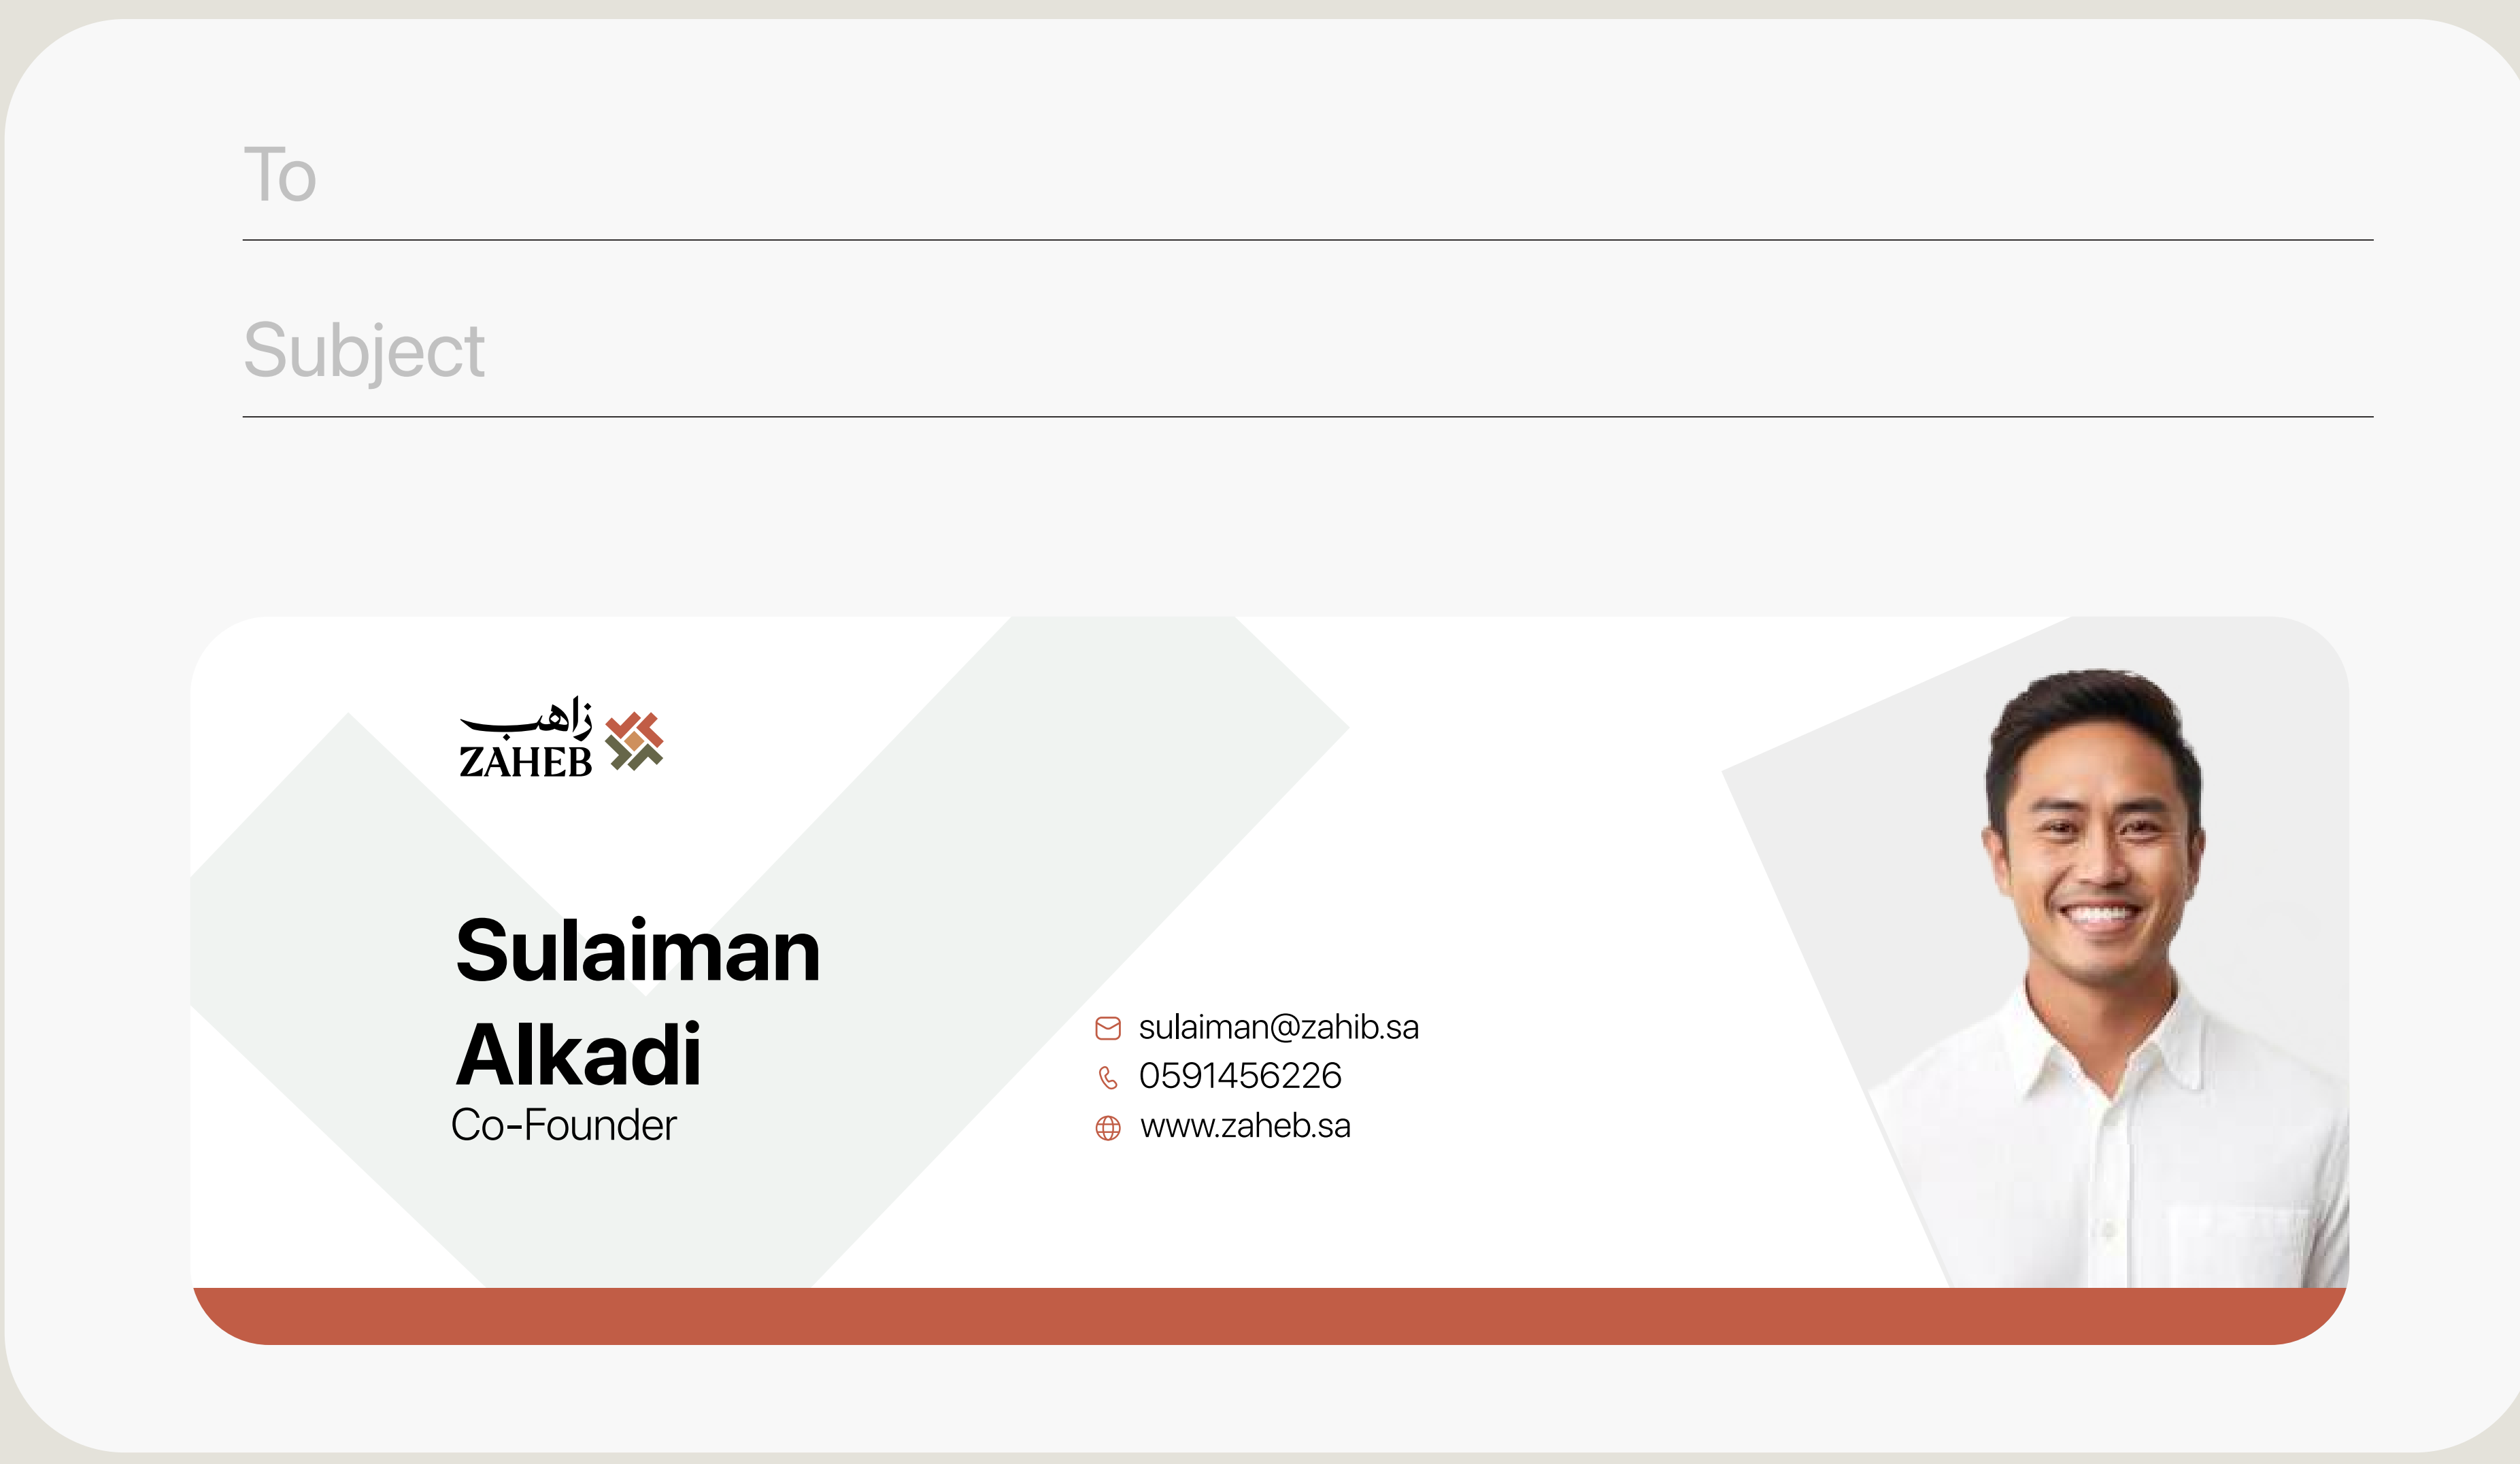 To
Subject
زاهب
ZAHEB
Sulaiman
Alkadi
Co-Founder
sulaiman@zahib.sa
0591456226
www.zaheb.sa